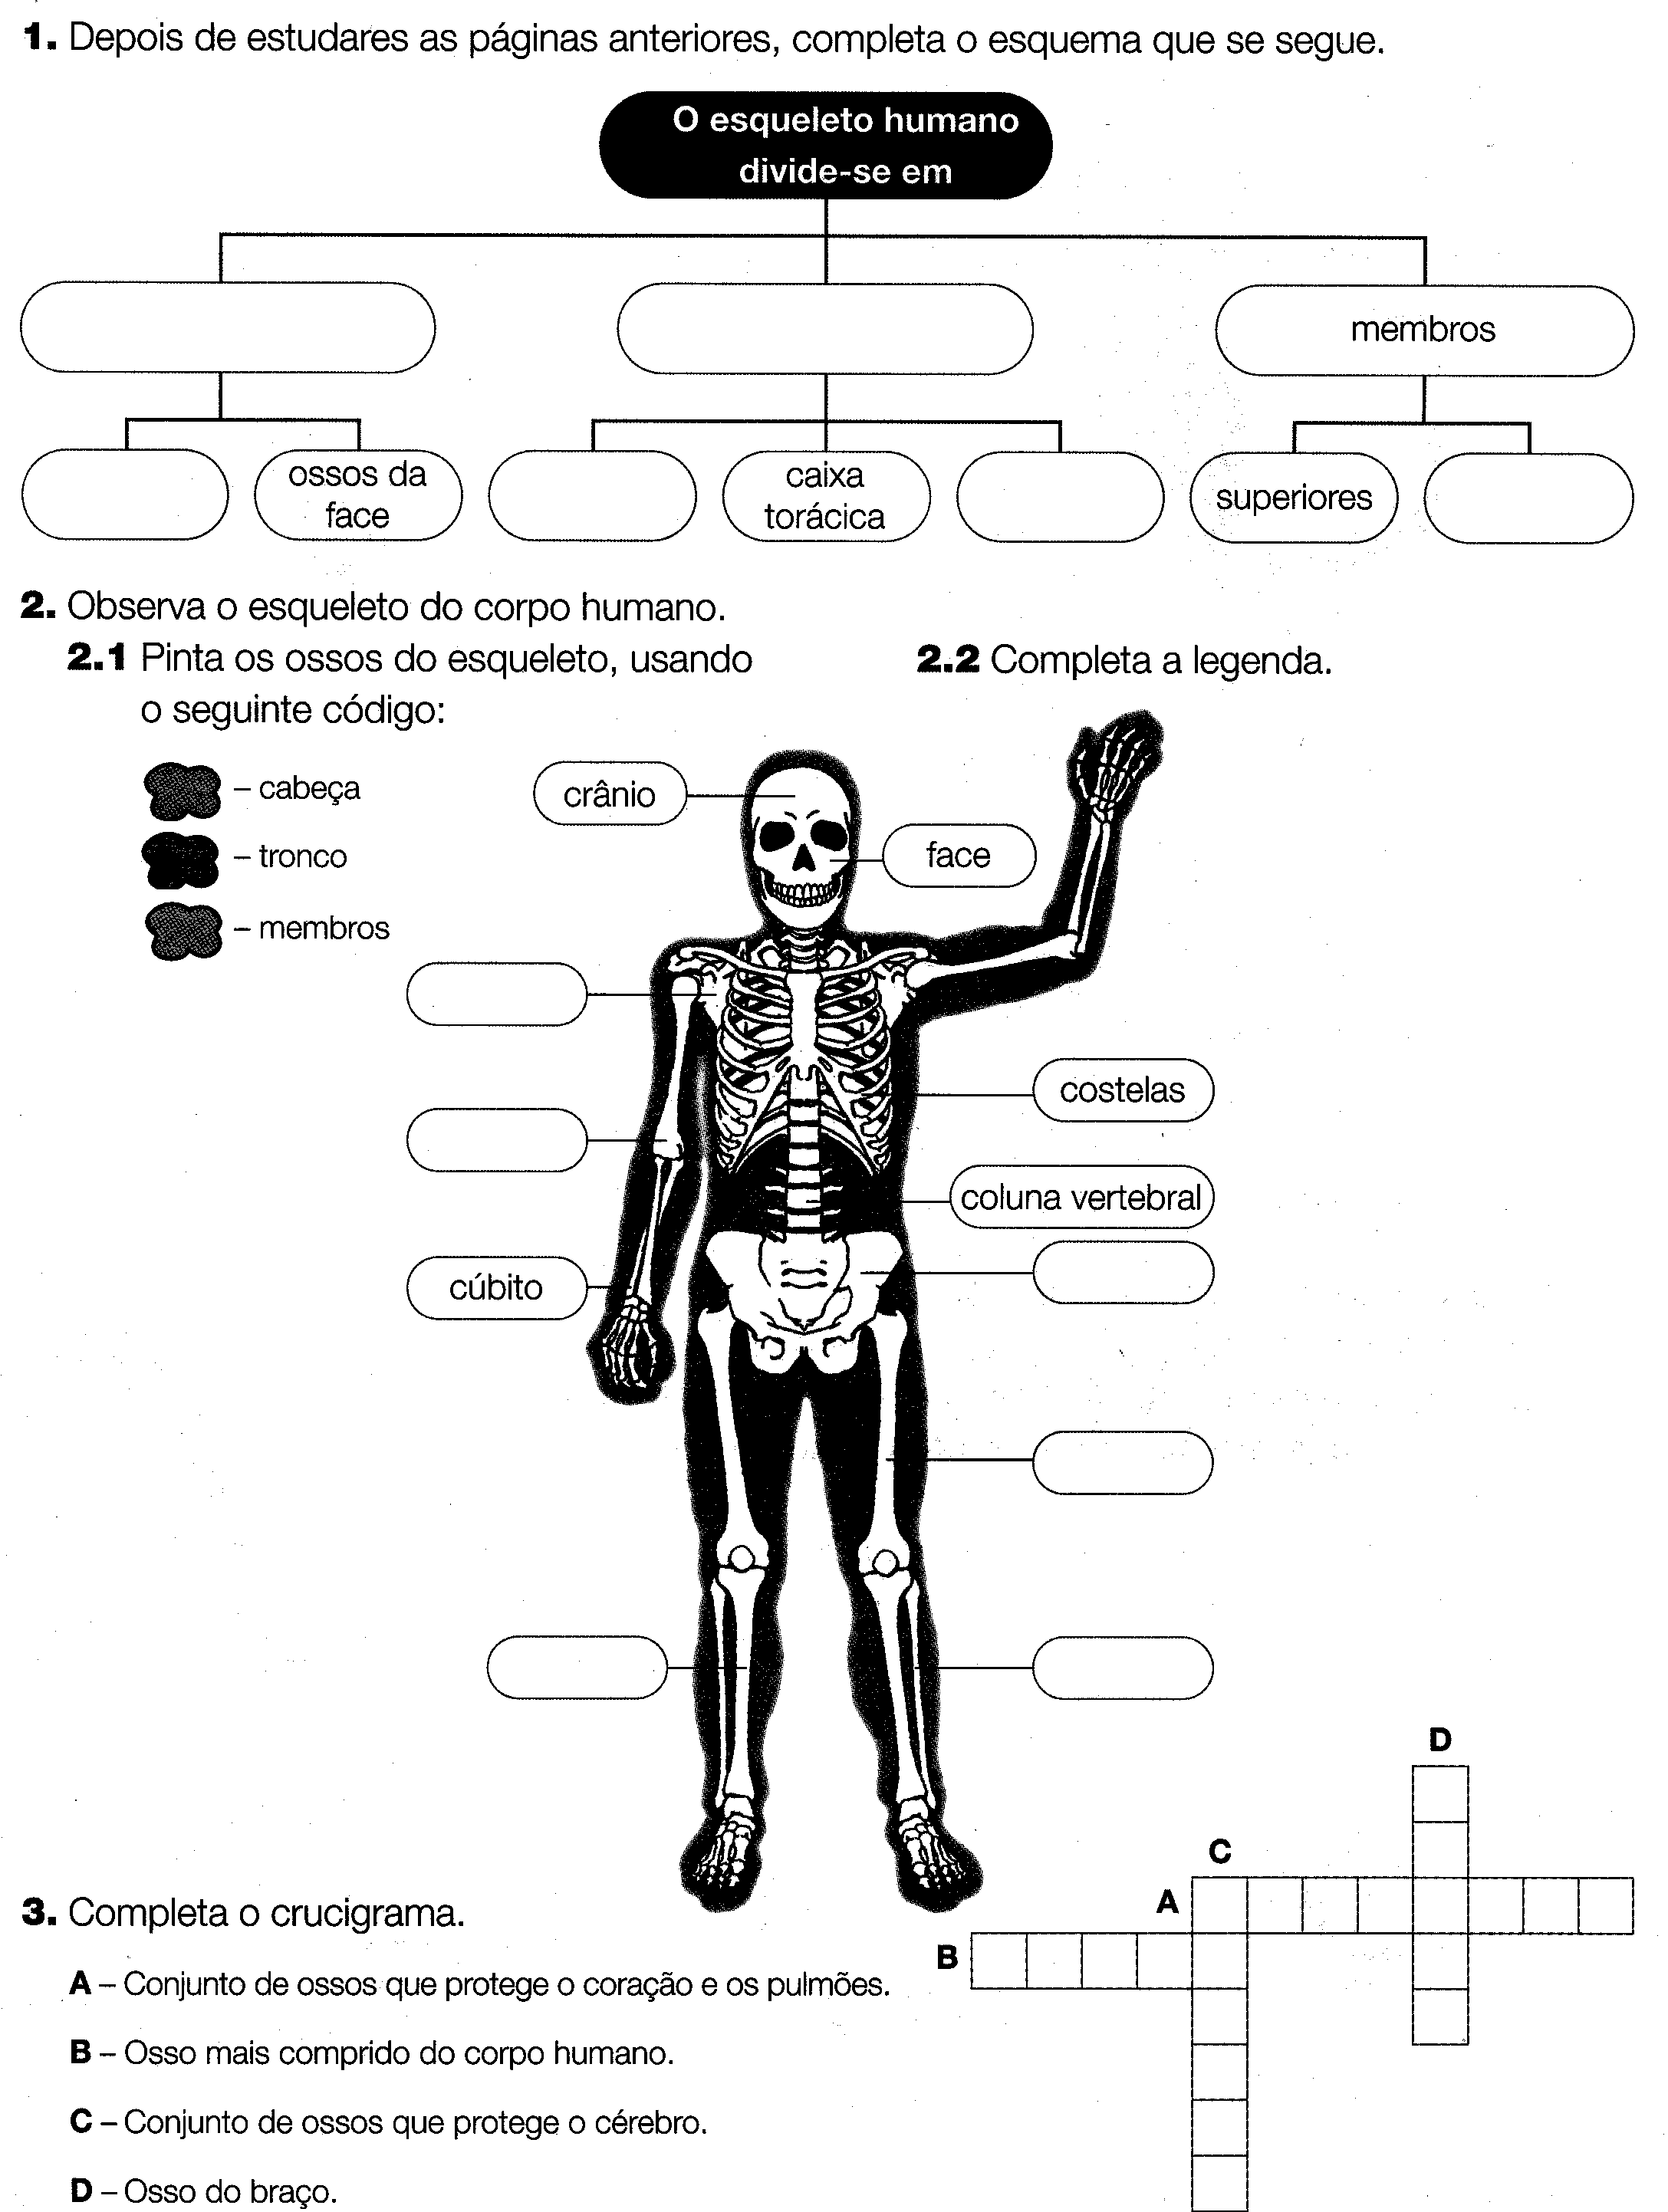 1. Depois de estudares as páginas anteriores, completa o esquema que se segue.
O esqueleto humano
divide-se em
membros
ossos da
face
caixa
torácica
superiores
2. Observa o esqueleto do corpo humano.
2.1 Pinta os ossos do esqueleto, usando
o seguinte código:
– cabeça
– tronco
– membros
2.2 Completa a legenda.
crânio
face
costelas
coluna vertebral
cúbito
3. Completa o crucigrama.
A – Conjunto de ossos que protege o coração e os pulmões.
B – Osso mais comprido do corpo humano.
C – Conjunto de ossos que protege o cérebro.
D – Osso do braço.
D
C
A
B